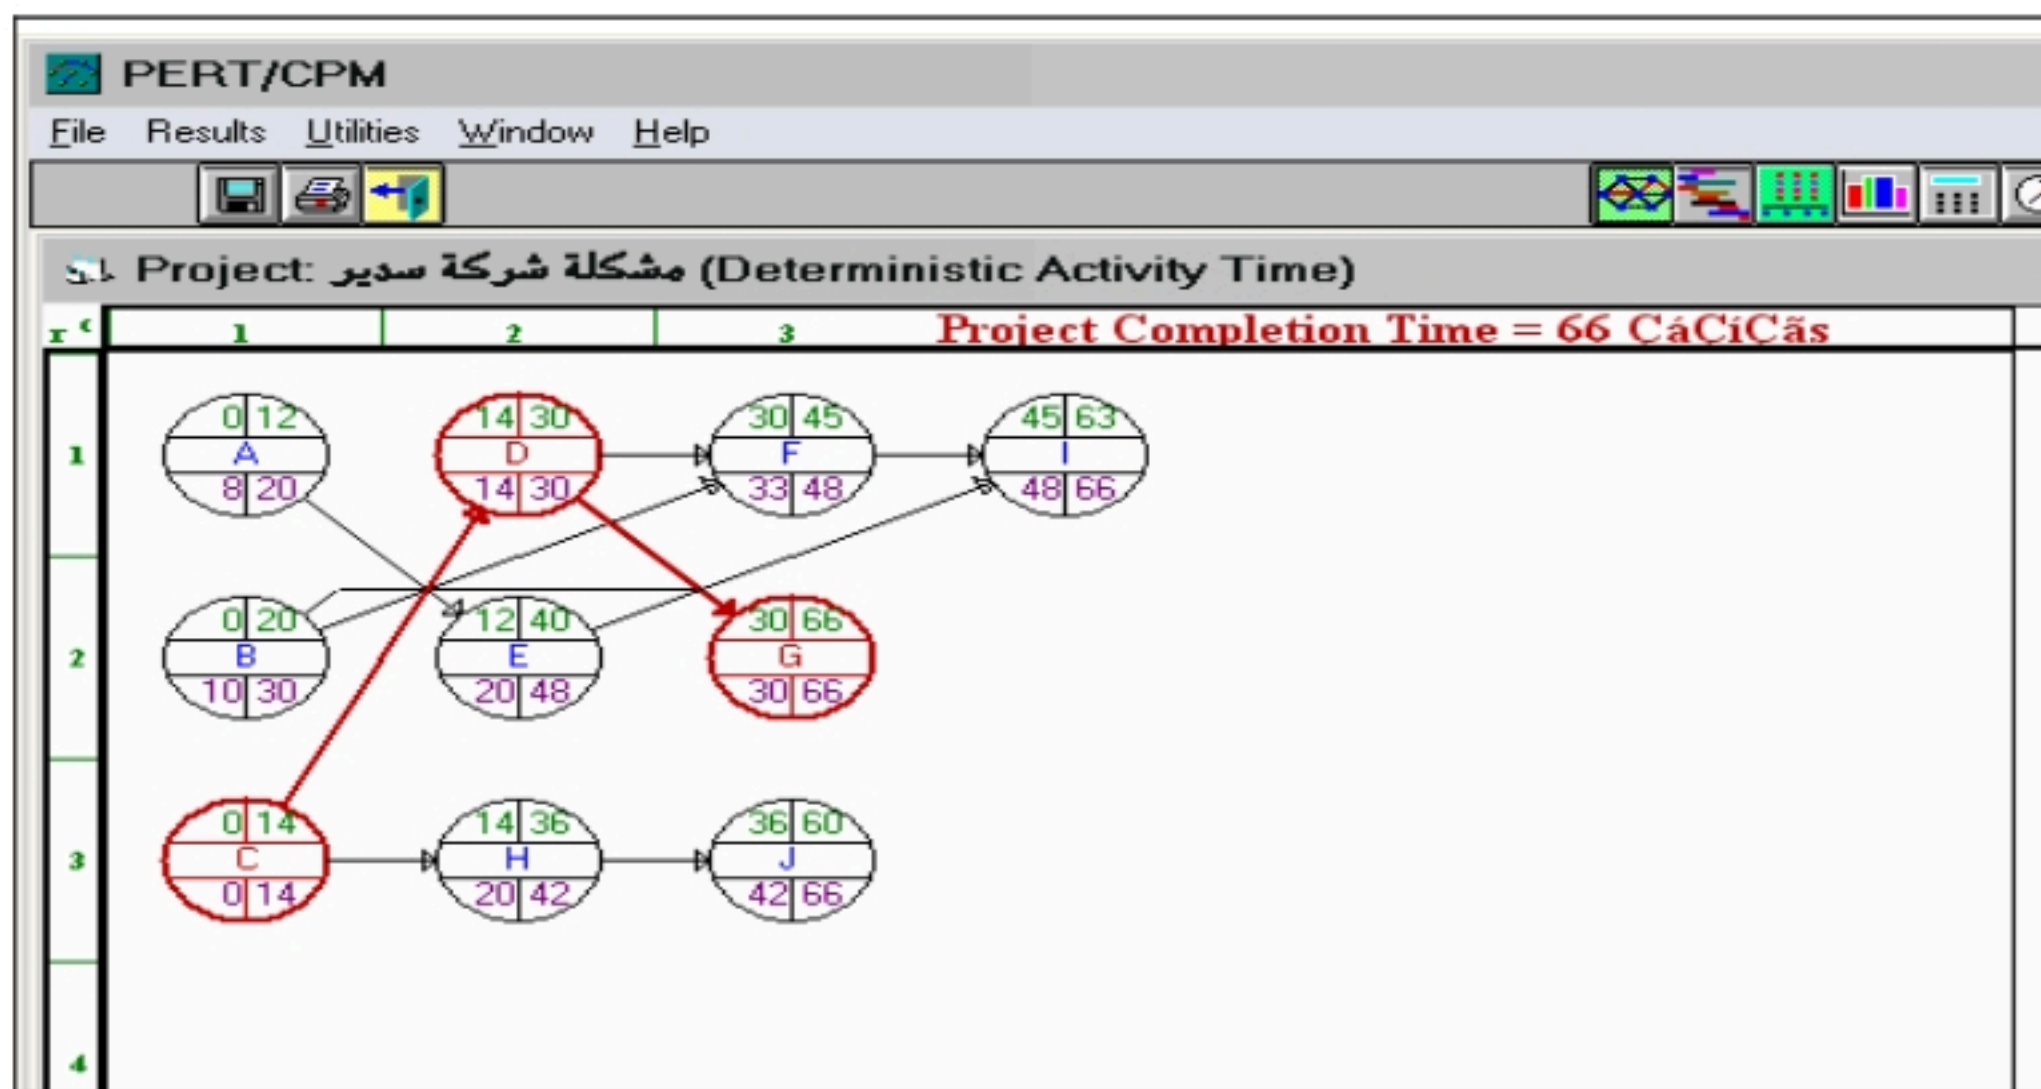 PERT/CPM
File Results Utilities Window Help
Project: مشكلة شركة سدير (Deterministic Activity Time)
r c 1 2 3 Project Completion Time = 66 CáCíCãs
1
0 12
A
8 20
14 30
D
14 30
30 45
F
33 48
45 63
I
48 66
2
0 20
B
10 30
12 40
E
20 48
30 66
G
30 66
3
0 14
C
0 14
14 36
H
20 42
36 60
J
42 66
4